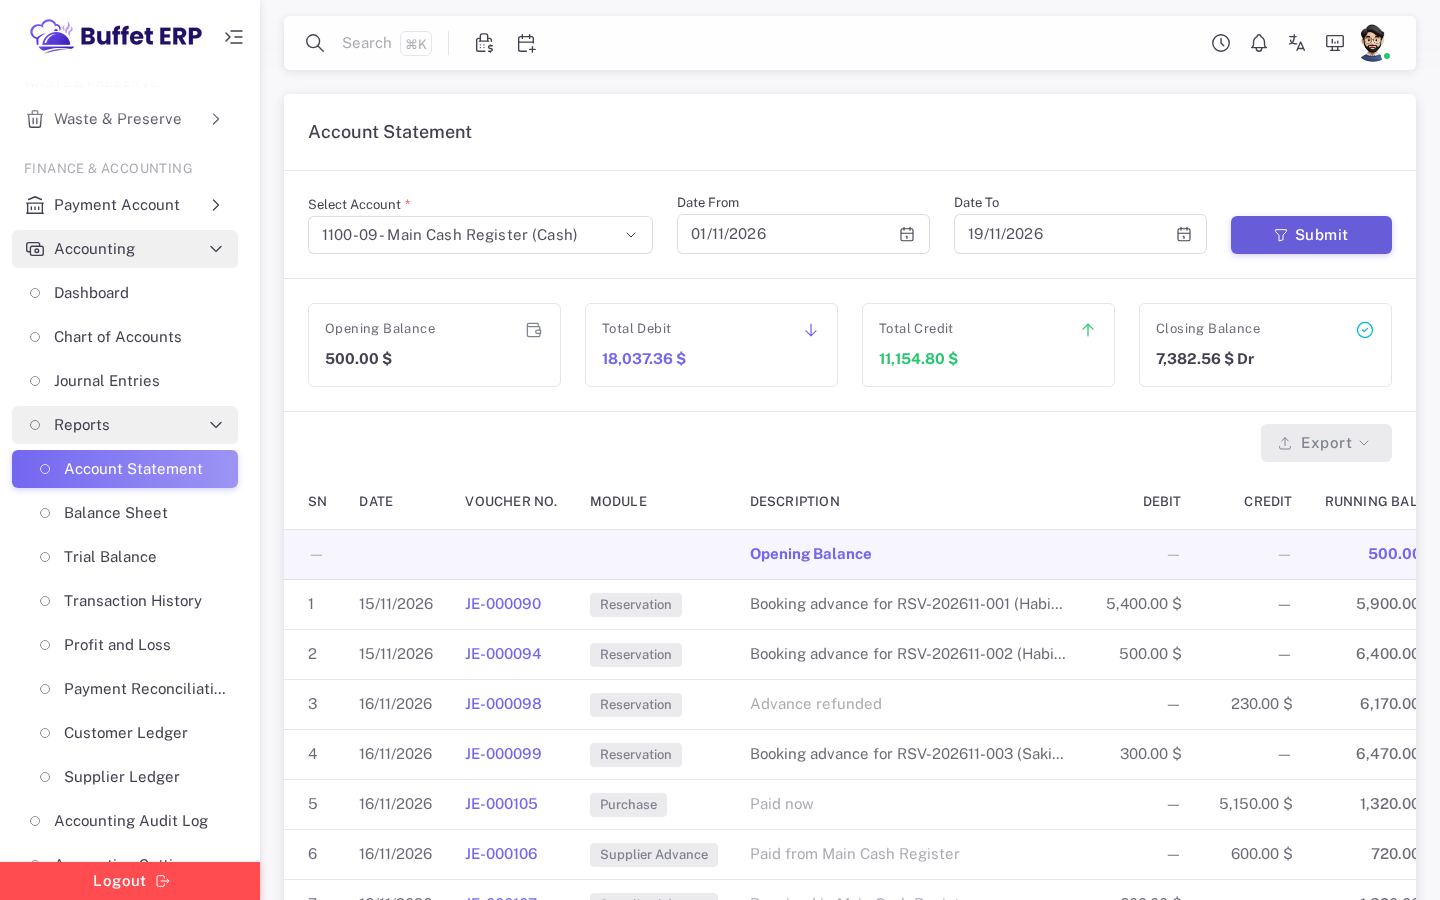 Buffet ERP
Search ⌘K
Waste & Preserve
FINANCE & ACCOUNTING
Payment Account
Accounting
Dashboard
Chart of Accounts
Journal Entries
Reports
Account Statement
Balance Sheet
Trial Balance
Transaction History
Profit and Loss
Payment Reconciliati...
Customer Ledger
Supplier Ledger
Accounting Audit Log
Logout
Account Statement
Select Account *
Date From
Date To
1100-09 - Main Cash Register (Cash)
01/11/2026
19/11/2026
Submit
Opening Balance
500.00 $
Total Debit
18,037.36 $
Total Credit
11,154.80 $
Closing Balance
7,382.56 $ Dr
Export
SN DATE VOUCHER NO. MODULE DESCRIPTION DEBIT CREDIT RUNNING BAL
— Opening Balance — — 500.00
1 15/11/2026 JE-000090 Reservation Booking advance for RSV-202611-001 (Habi... 5,400.00 $ — 5,900.00
2 15/11/2026 JE-000094 Reservation Booking advance for RSV-202611-002 (Habi... 500.00 $ — 6,400.00
3 16/11/2026 JE-000098 Reservation Advance refunded — 230.00 $ 6,170.00
4 16/11/2026 JE-000099 Reservation Booking advance for RSV-202611-003 (Saki... 300.00 $ — 6,470.00
5 16/11/2026 JE-000105 Purchase Paid now — 5,150.00 $ 1,320.00
6 16/11/2026 JE-000106 Supplier Advance Paid from Main Cash Register — 600.00 $ 720.00